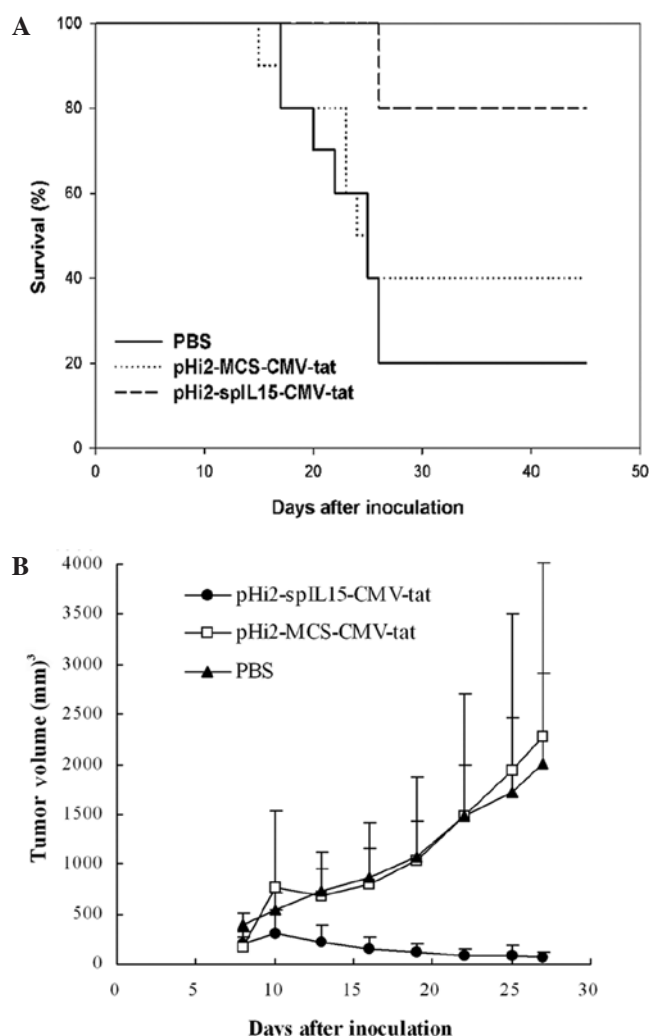 A
100
80
60
40
20
0
Survival (%)
PBS
pHi2-MCS-CMV-tat
pHi2-spIL15-CMV-tat
0 10 20 30 40 50
Days after inoculation
B
4000
3500
3000
2500
2000
1500
1000
500
0
Tumor volume (mm)³
pHi2-spIL15-CMV-tat
pHi2-MCS-CMV-tat
PBS
0 5 10 15 20 25 30
Days after inoculation